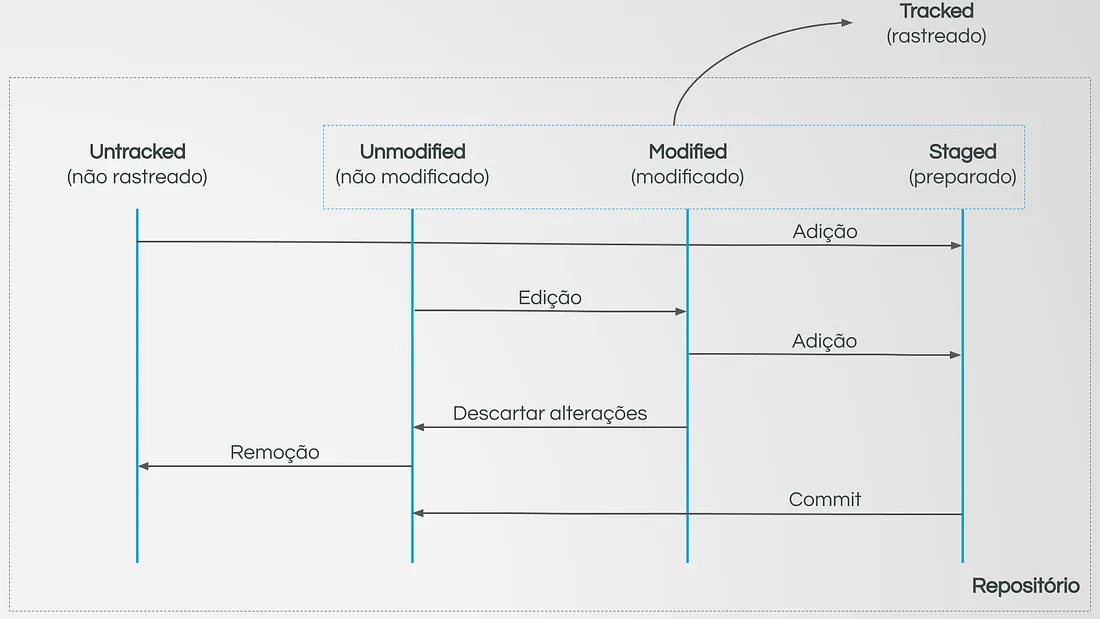 Tracked
(rastreado)
Untracked
(não rastreado)
Unmodified
(não modificado)
Modified
(modificado)
Staged
(preparado)
Adição
Edição
Adição
Descartar alterações
Remoção
Commit
Repositório